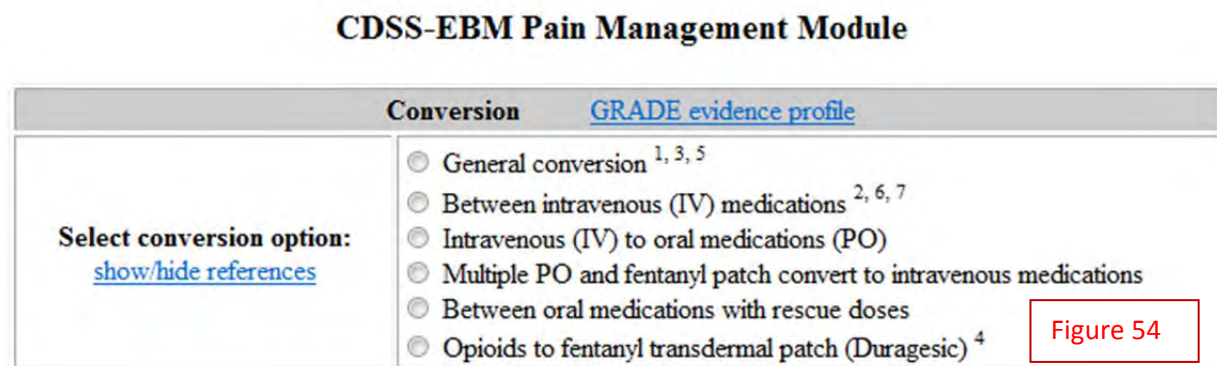 CDSS-EBM Pain Management Module
Conversion GRADE evidence profile
Select conversion option:
show/hide references
General conversion 1, 3, 5
Between intravenous (IV) medications 2, 6, 7
Intravenous (IV) to oral medications (PO)
Multiple PO and fentanyl patch convert to intravenous medications
Between oral medications with rescue doses
Opioids to fentanyl transdermal patch (Duragesic) 4
Figure 54